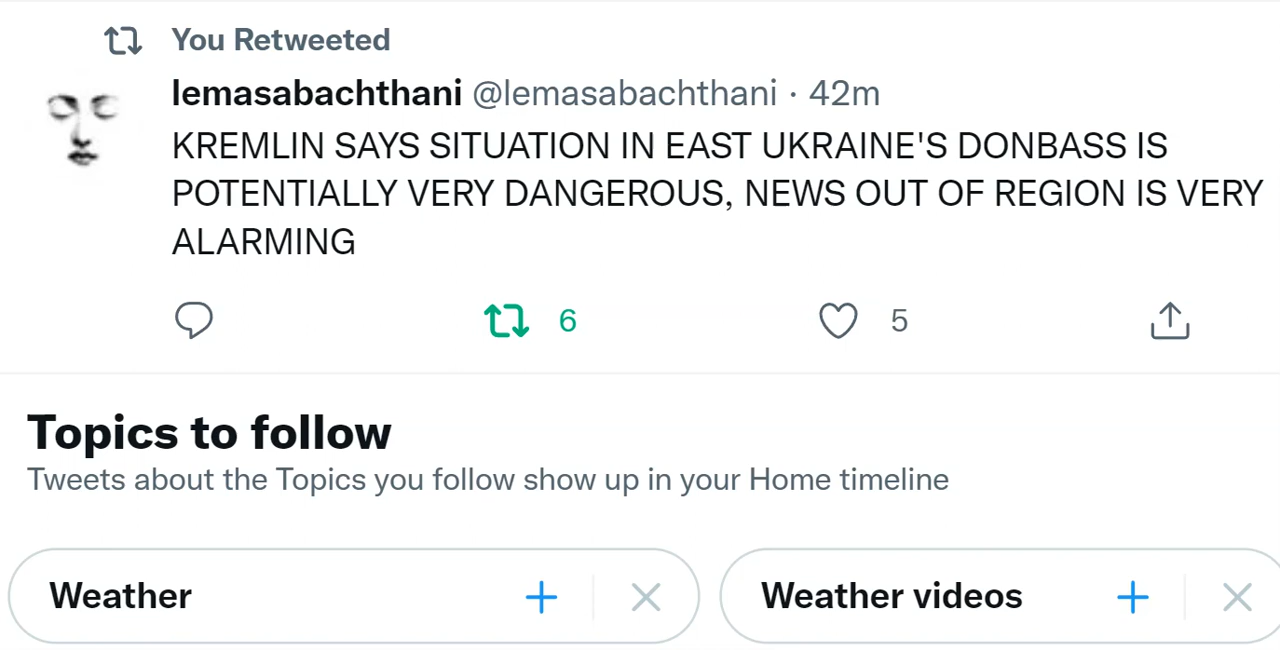 You Retweeted
lemasabachthani @lemasabachthani · 42m
KREMLIN SAYS SITUATION IN EAST UKRAINE'S DONBASS IS
POTENTIALLY VERY DANGEROUS, NEWS OUT OF REGION IS VERY
ALARMING
6 5
Topics to follow
Tweets about the Topics you follow show up in your Home timeline
Weather Weather videos